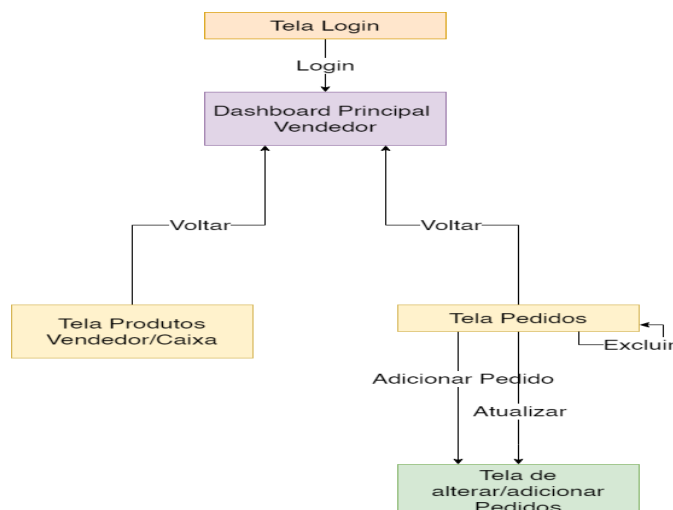 Tela Login
Login
Dashboard Principal
Vendedor
Voltar
Voltar
Tela Produtos
Vendedor/Caixa
Tela Pedidos
Excluir
Adicionar Pedido
Atualizar
Tela de
alterar/adicionar
Pedidos